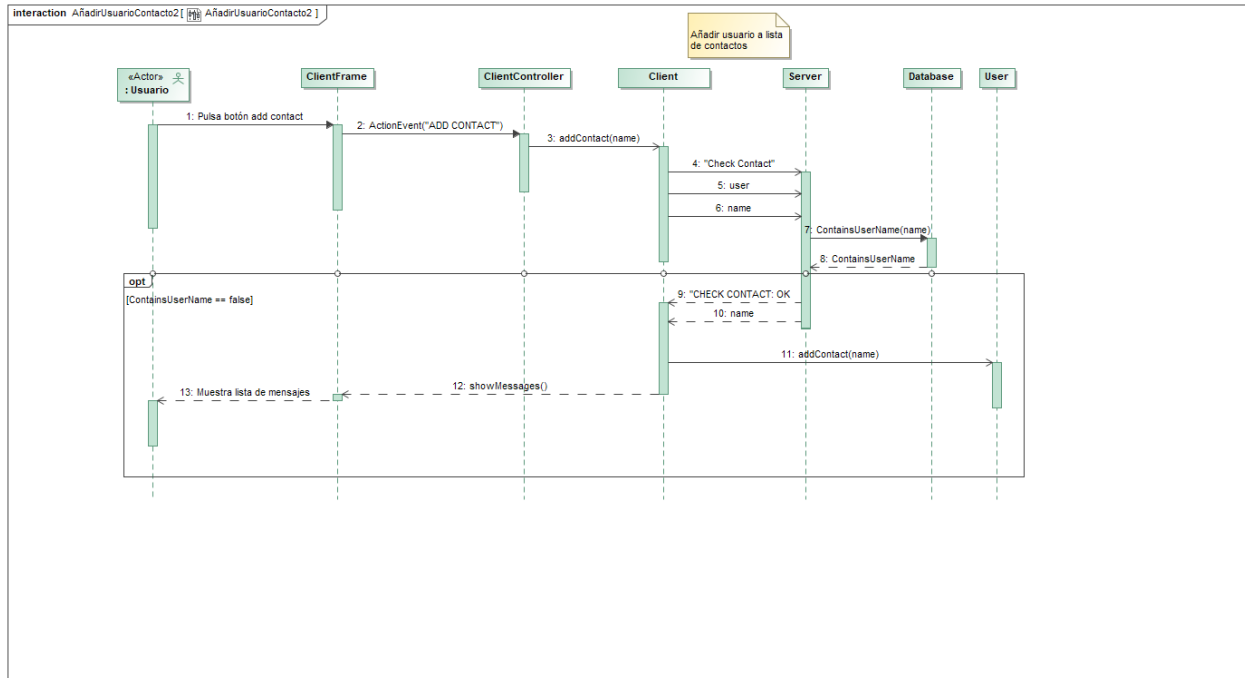 interaction AñadirUsuarioContacto2[ AñadirUsuarioContacto2 ]
Añadir usuario a lista
de contactos
«Actor»
: Usuario
ClientFrame
ClientController
Client
Server
Database
User
1: Pulsa botón add contact
2: ActionEvent("ADD CONTACT")
3: addContact(name)
4: "Check Contact"
5: user
6: name
7: ContainsUserName(name)
8: ContainsUserName
opt
[ContainsUserName == false]
9: "CHECK CONTACT: OK
10: name
11: addContact(name)
12: showMessages()
13: Muestra lista de mensajes